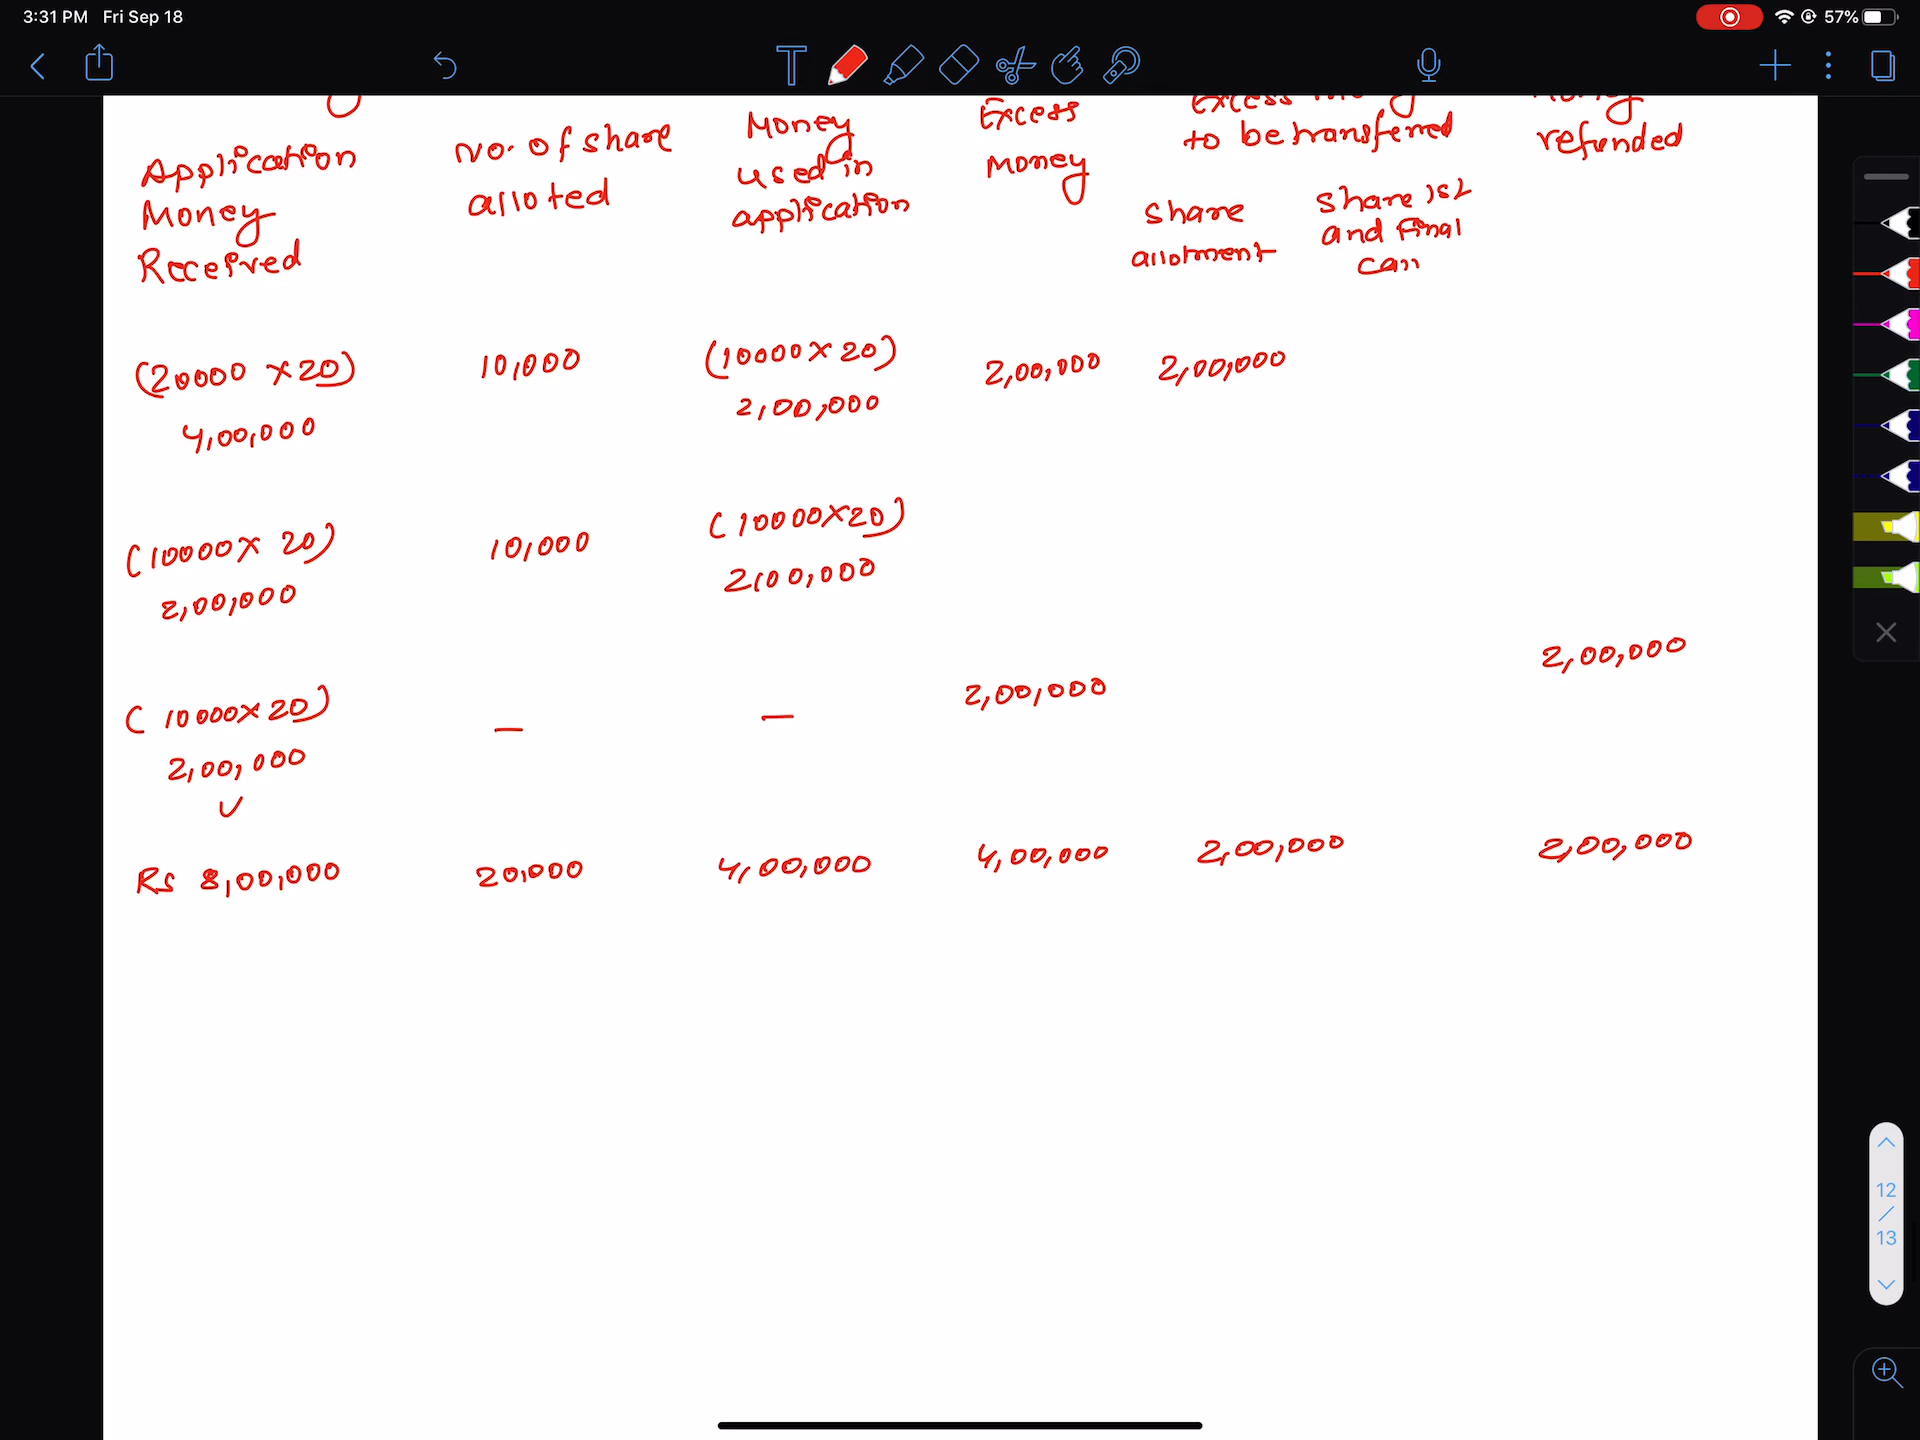 3:31 PM Fri Sep 18
57%
Application
Money
Received
No. of share
alloted
Money
used in
application
Excess
Money
Excess
to be transferred
share
allotment
share 1st
and final
call
refunded
(20000 × 20)
4,00,000
10,000
(10000 × 20)
2,00,000
2,00,000
2,00,000
(10000 × 20)
2,00,000
10,000
(10000×20)
2,00,000
(10000×20)
2,00,000
—
—
2,00,000
2,00,000
Rs 8,00,000
20,000
4,00,000
4,00,000
2,00,000
2,00,000
12
/
13